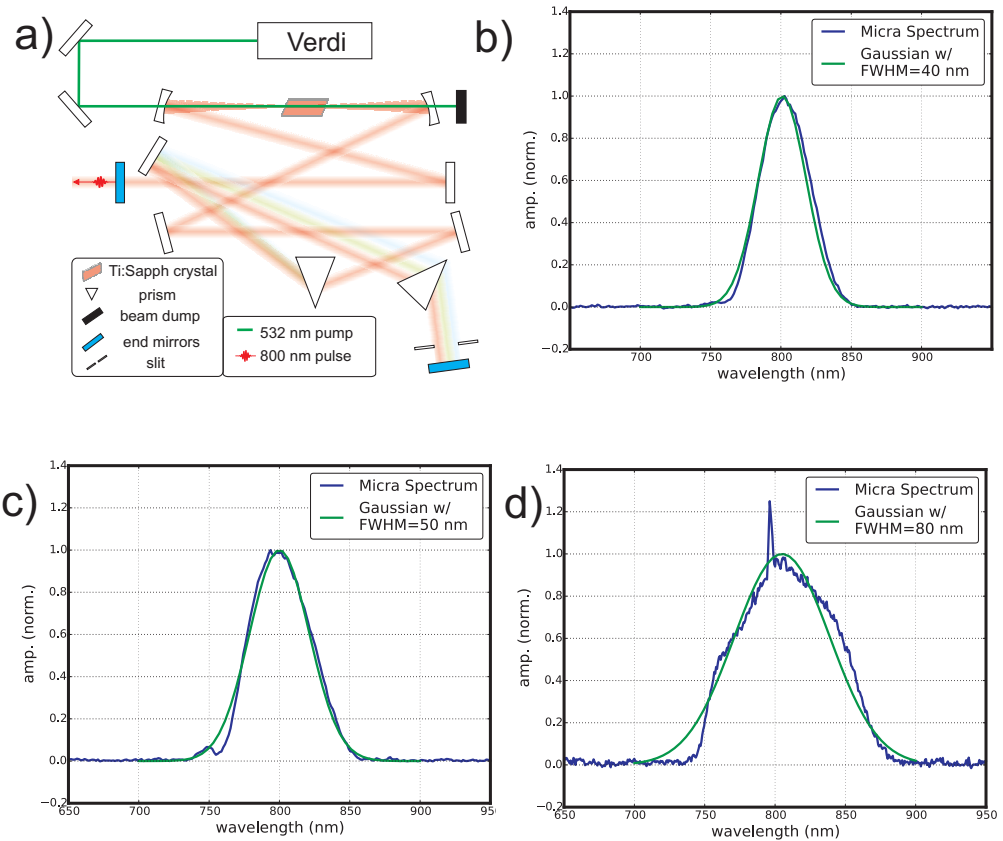 a)
Verdi
Ti:Sapph crystal
prism
beam dump
end mirrors
slit
532 nm pump
800 nm pulse
b)
1.4
1.2
1.0
0.8
0.6
0.4
0.2
0.0
−0.2
amp. (norm.)
Micra Spectrum
Gaussian w/
FWHM=40 nm
700 750 800 850 900
wavelength (nm)
c)
1.4
1.2
1.0
0.8
0.6
0.4
0.2
0.0
−0.2
amp. (norm.)
Micra Spectrum
Gaussian w/
FWHM=50 nm
650 700 750 800 850 900 950
wavelength (nm)
d)
1.4
1.2
1.0
0.8
0.6
0.4
0.2
0.0
−0.2
amp. (norm.)
Micra Spectrum
Gaussian w/
FWHM=80 nm
650 700 750 800 850 900 950
wavelength (nm)